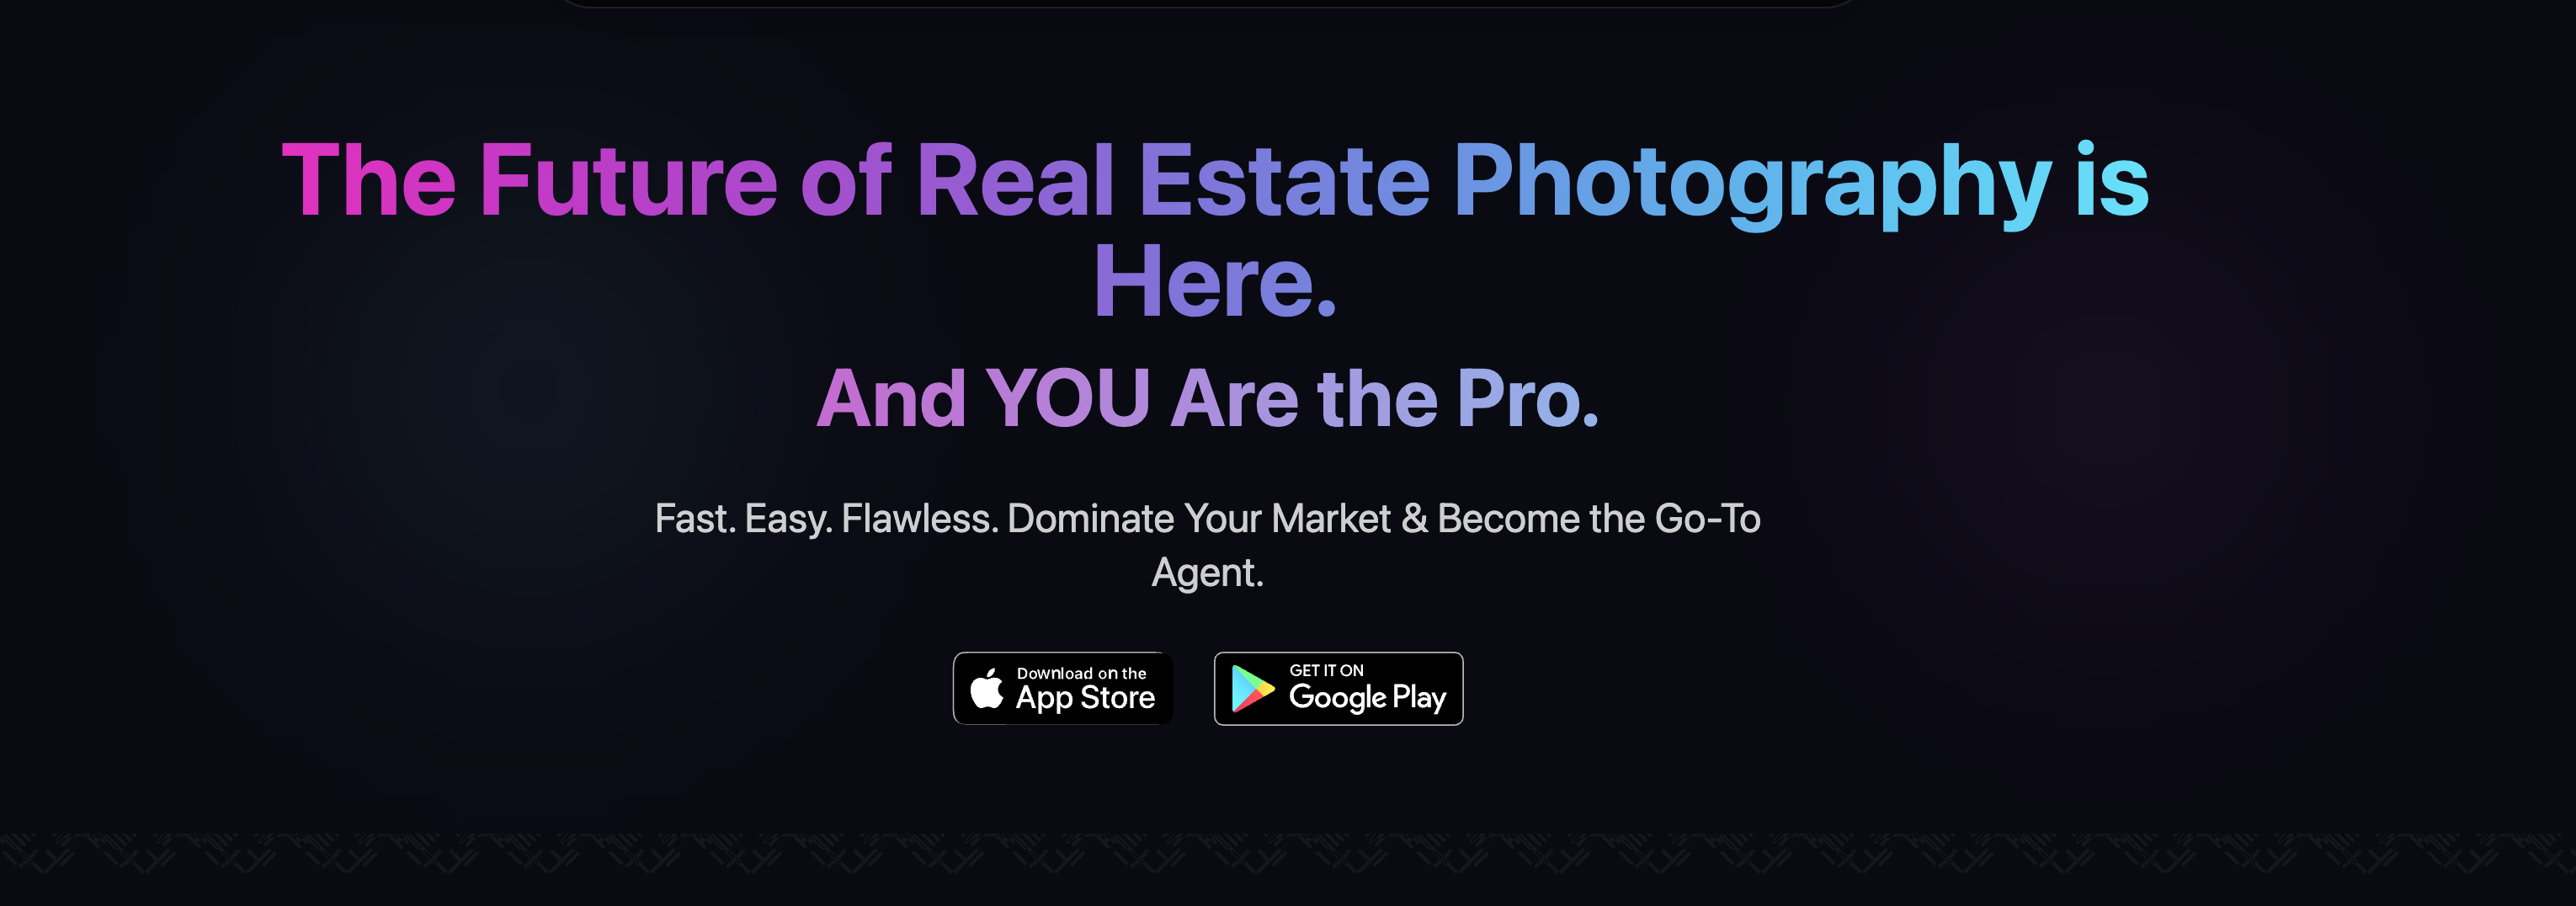 The Future of Real Estate Photography is
Here.
And YOU Are the Pro.
Fast. Easy. Flawless. Dominate Your Market & Become the Go-To
Agent.
Download on the
App Store
GET IT ON
Google Play